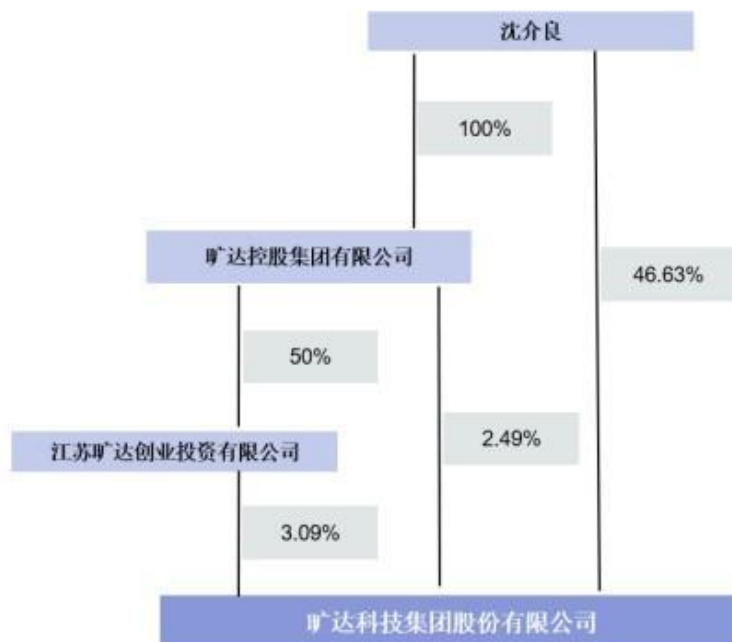 沈介良
100%
旷达控股集团有限公司
46.63%
50%
2.49%
江苏旷达创业投资有限公司
3.09%
旷达科技集团股份有限公司